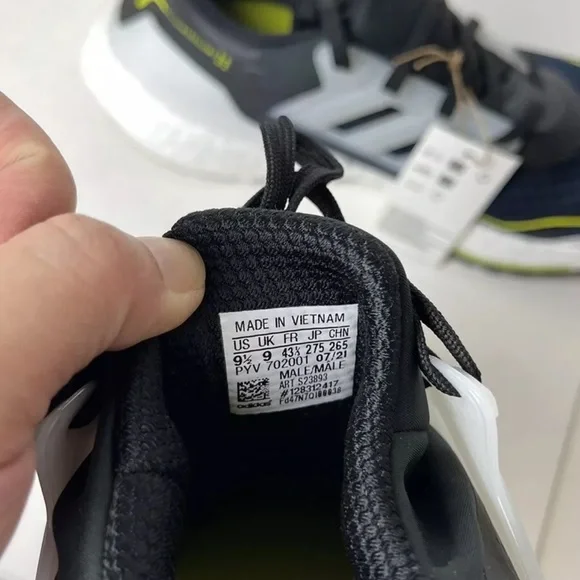 MADE IN VIETNAM
US UK FR JP CHN
9½ 9 43⅓ 275 265
PYV 702001 07/21
MALE/MALE
ART S23893
#128312417
adidas